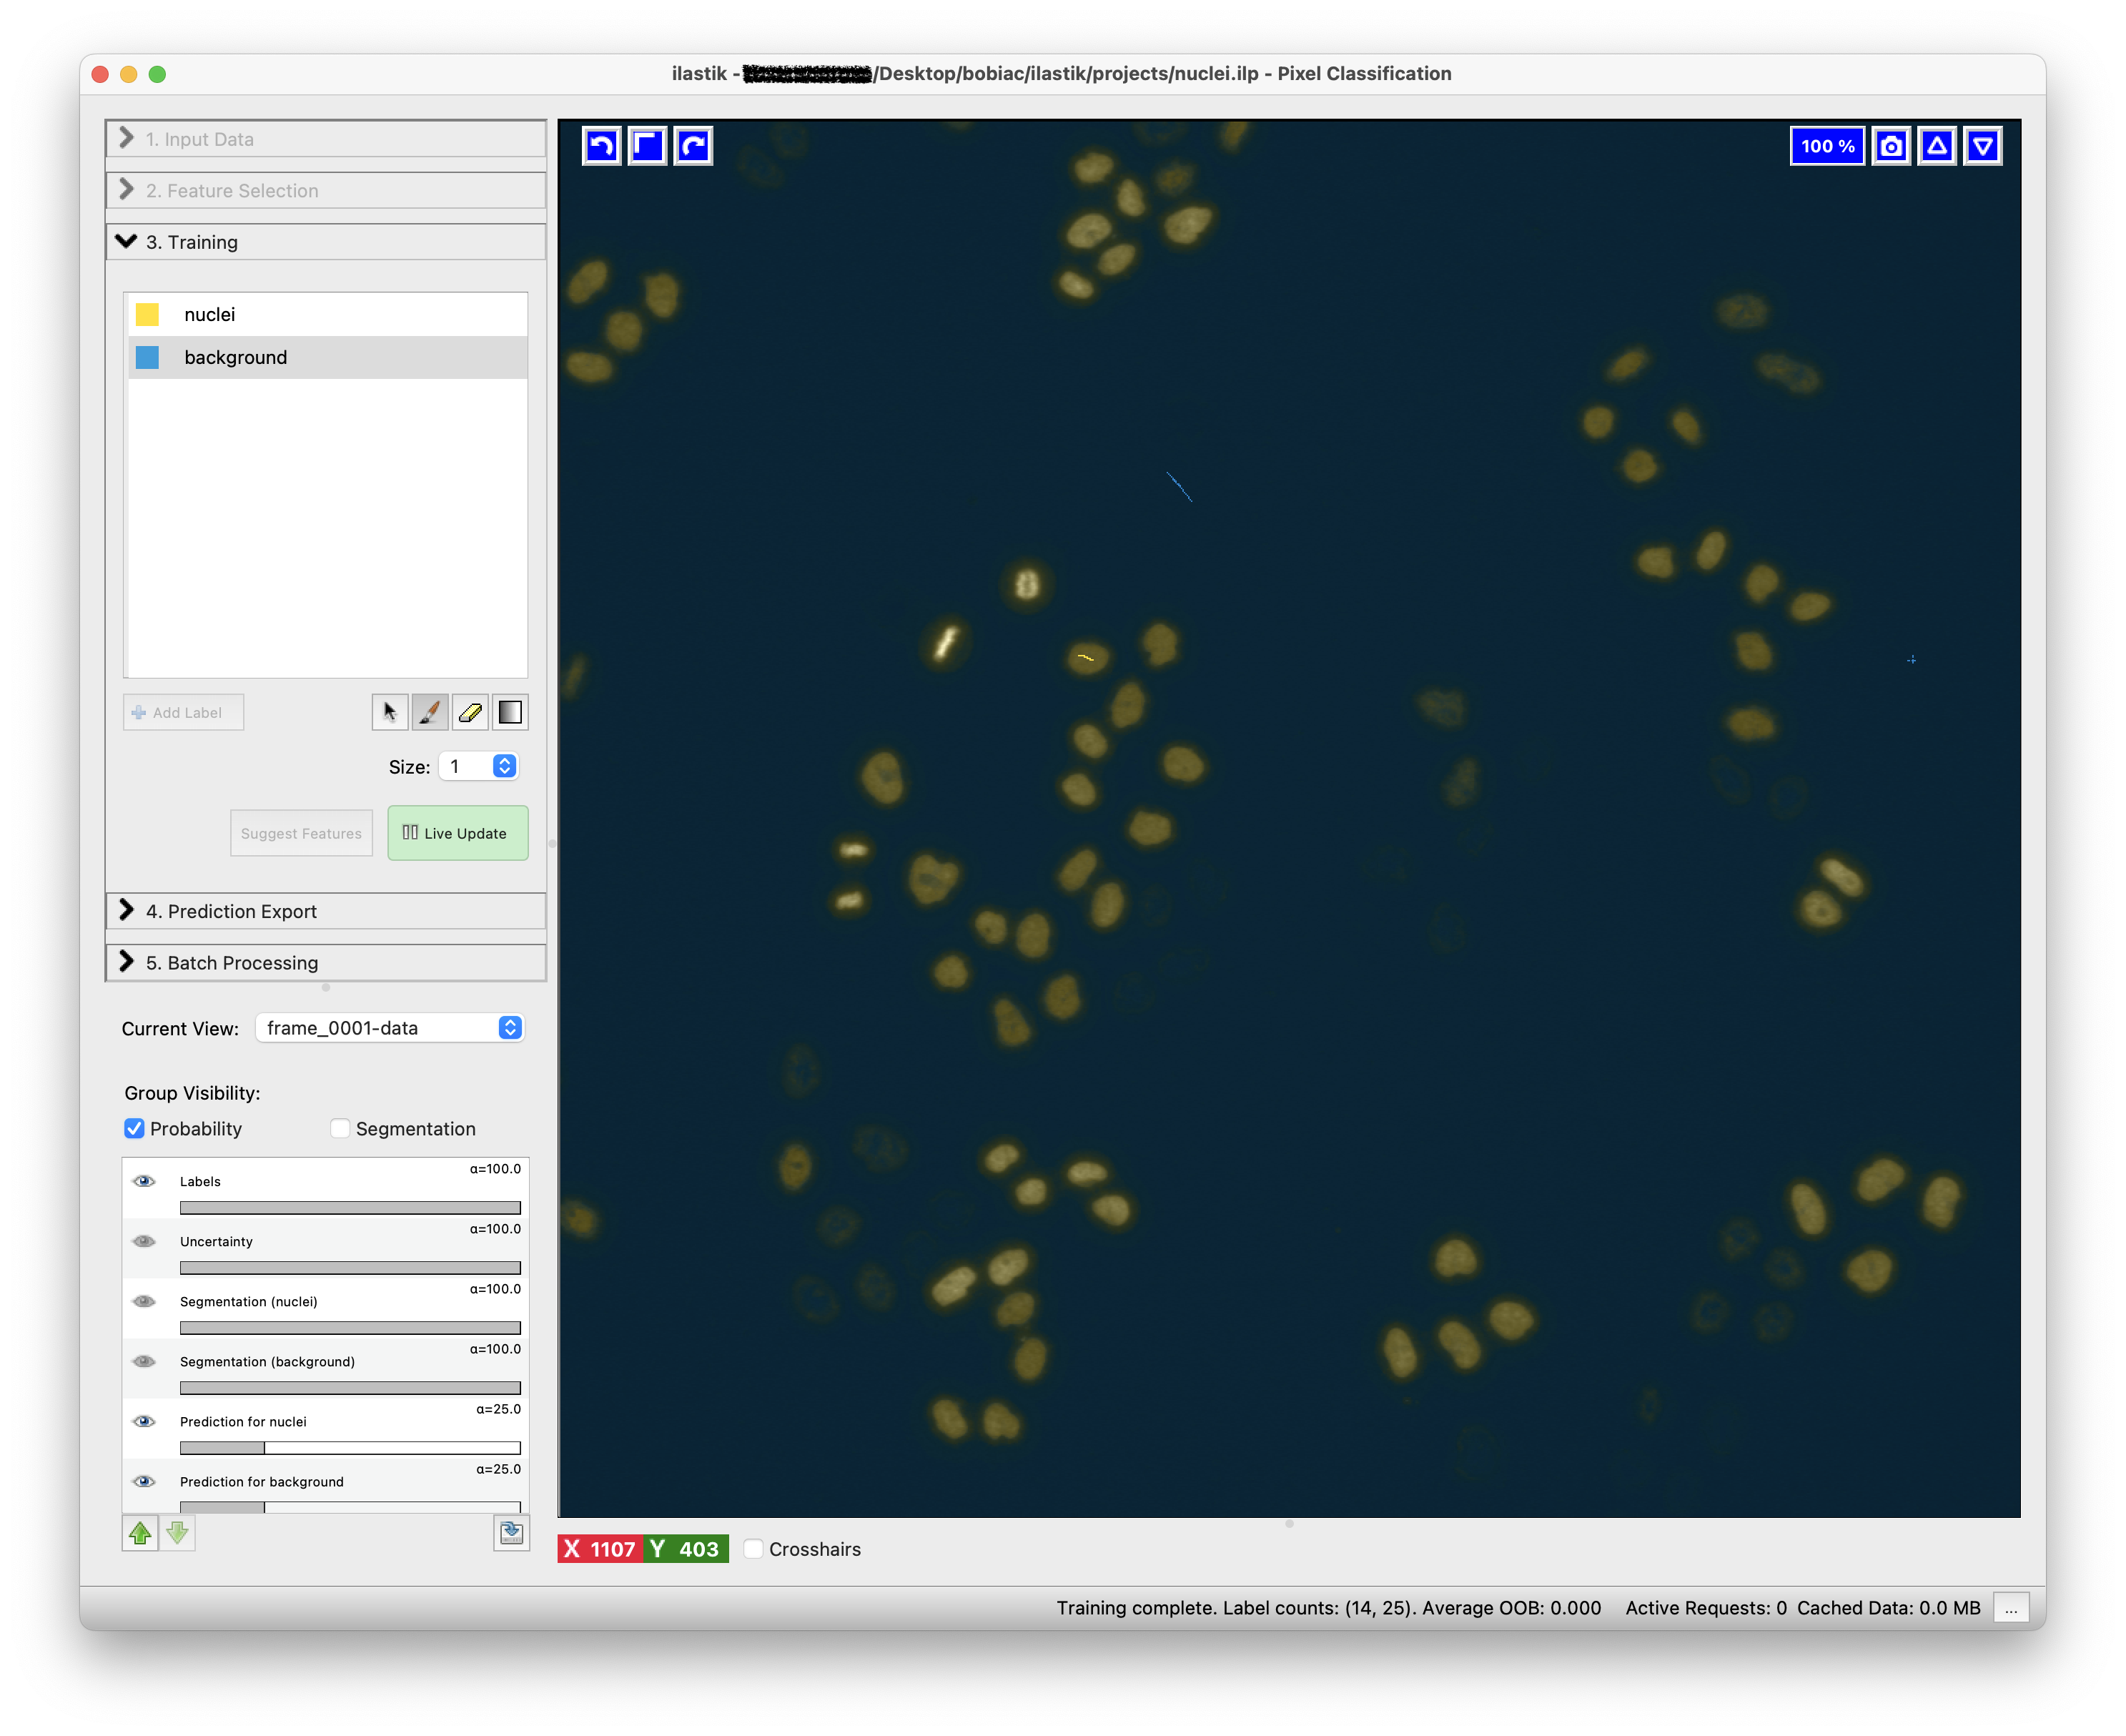 ilastik - /Desktop/bobiac/ilastik/projects/nuclei.ilp - Pixel Classification
1. Input Data
2. Feature Selection
3. Training
nuclei
background
Add Label
Size: 1
Suggest Features
Live Update
4. Prediction Export
5. Batch Processing
Current View: frame_0001-data
Group Visibility:
Probability Segmentation
α=100.0
Labels
α=100.0
Uncertainty
α=100.0
Segmentation (nuclei)
α=100.0
Segmentation (background)
α=25.0
Prediction for nuclei
α=25.0
Prediction for background
100 %
X 1107 Y 403 Crosshairs
Training complete. Label counts: (14, 25). Average OOB: 0.000 Active Requests: 0 Cached Data: 0.0 MB ...